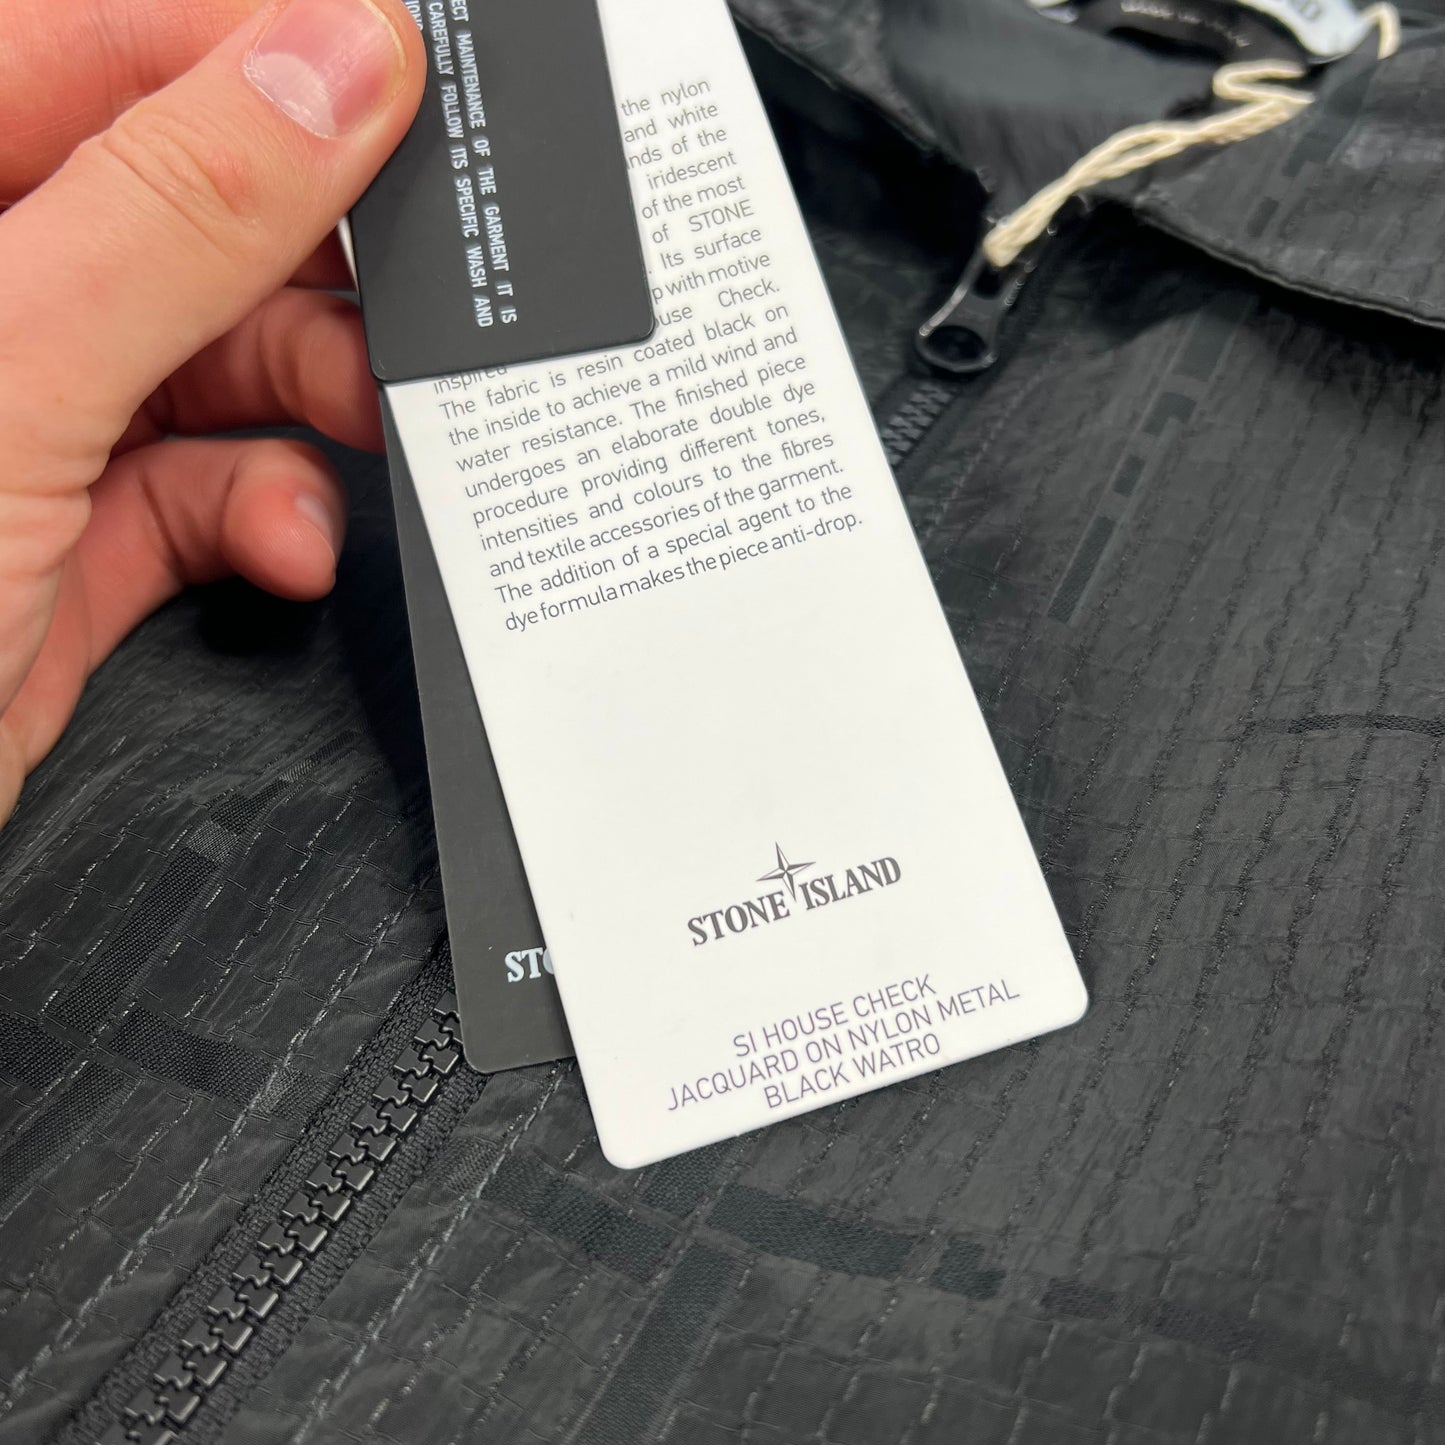 ECT MAINTENANCE OF THE GARMENT IT IS
CAREFULLY FOLLOW ITS SPECIFIC WASH AND
the nylon
and white
nds of the
iridescent
of the most
of STONE
. Its surface
p with motive
use Check.
inspired
The fabric is resin coated black on
the inside to achieve a mild wind and
water resistance. The finished piece
undergoes an elaborate double dye
procedure providing different tones,
intensities and colours to the fibres
and textile accessories of the garment.
The addition of a special agent to the
dye formula makes the piece anti-drop.
STONE ISLAND
ST
SI HOUSE CHECK
JACQUARD ON NYLON METAL
BLACK WATRO